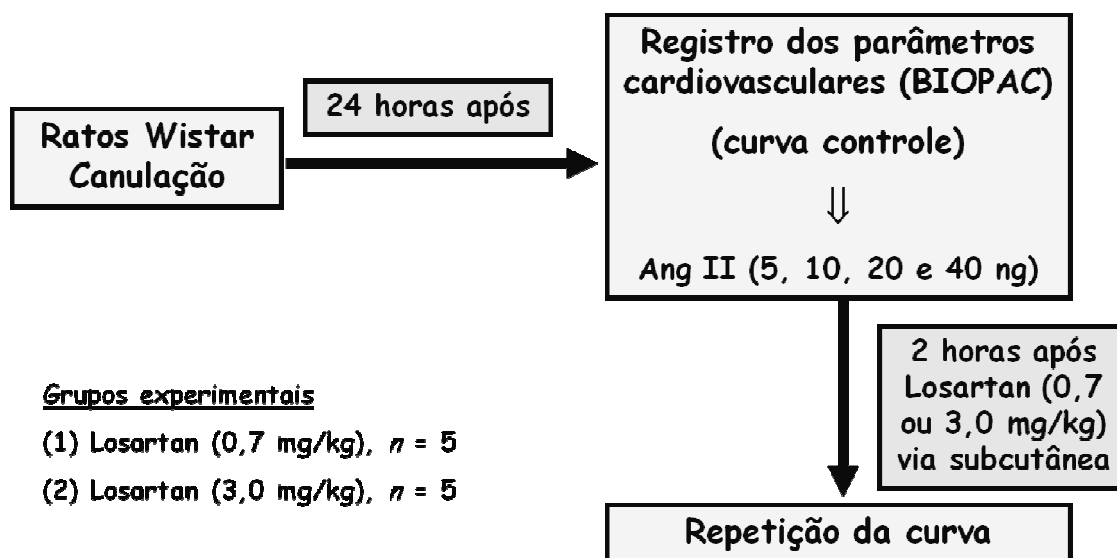 Ratos Wistar
Canulação
24 horas após
Registro dos parâmetros
cardiovasculares (BIOPAC)
(curva controle)
⇓
Ang II (5, 10, 20 e 40 ng)
2 horas após
Losartan (0,7
ou 3,0 mg/kg)
via subcutânea
Grupos experimentais
(1) Losartan (0,7 mg/kg), n = 5
(2) Losartan (3,0 mg/kg), n = 5
Repetição da curva